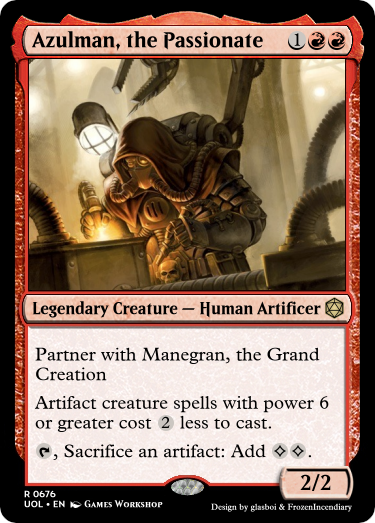 Azulman, the Passionate 1
Legendary Creature — Human Artificer
Partner with Manegran, the Grand
Creation
Artifact creature spells with power 6
or greater cost 2 less to cast.
, Sacrifice an artifact: Add .
2/2
R 0676
UOL • EN Games Workshop
Design by glasboi & FrozenIncendiary